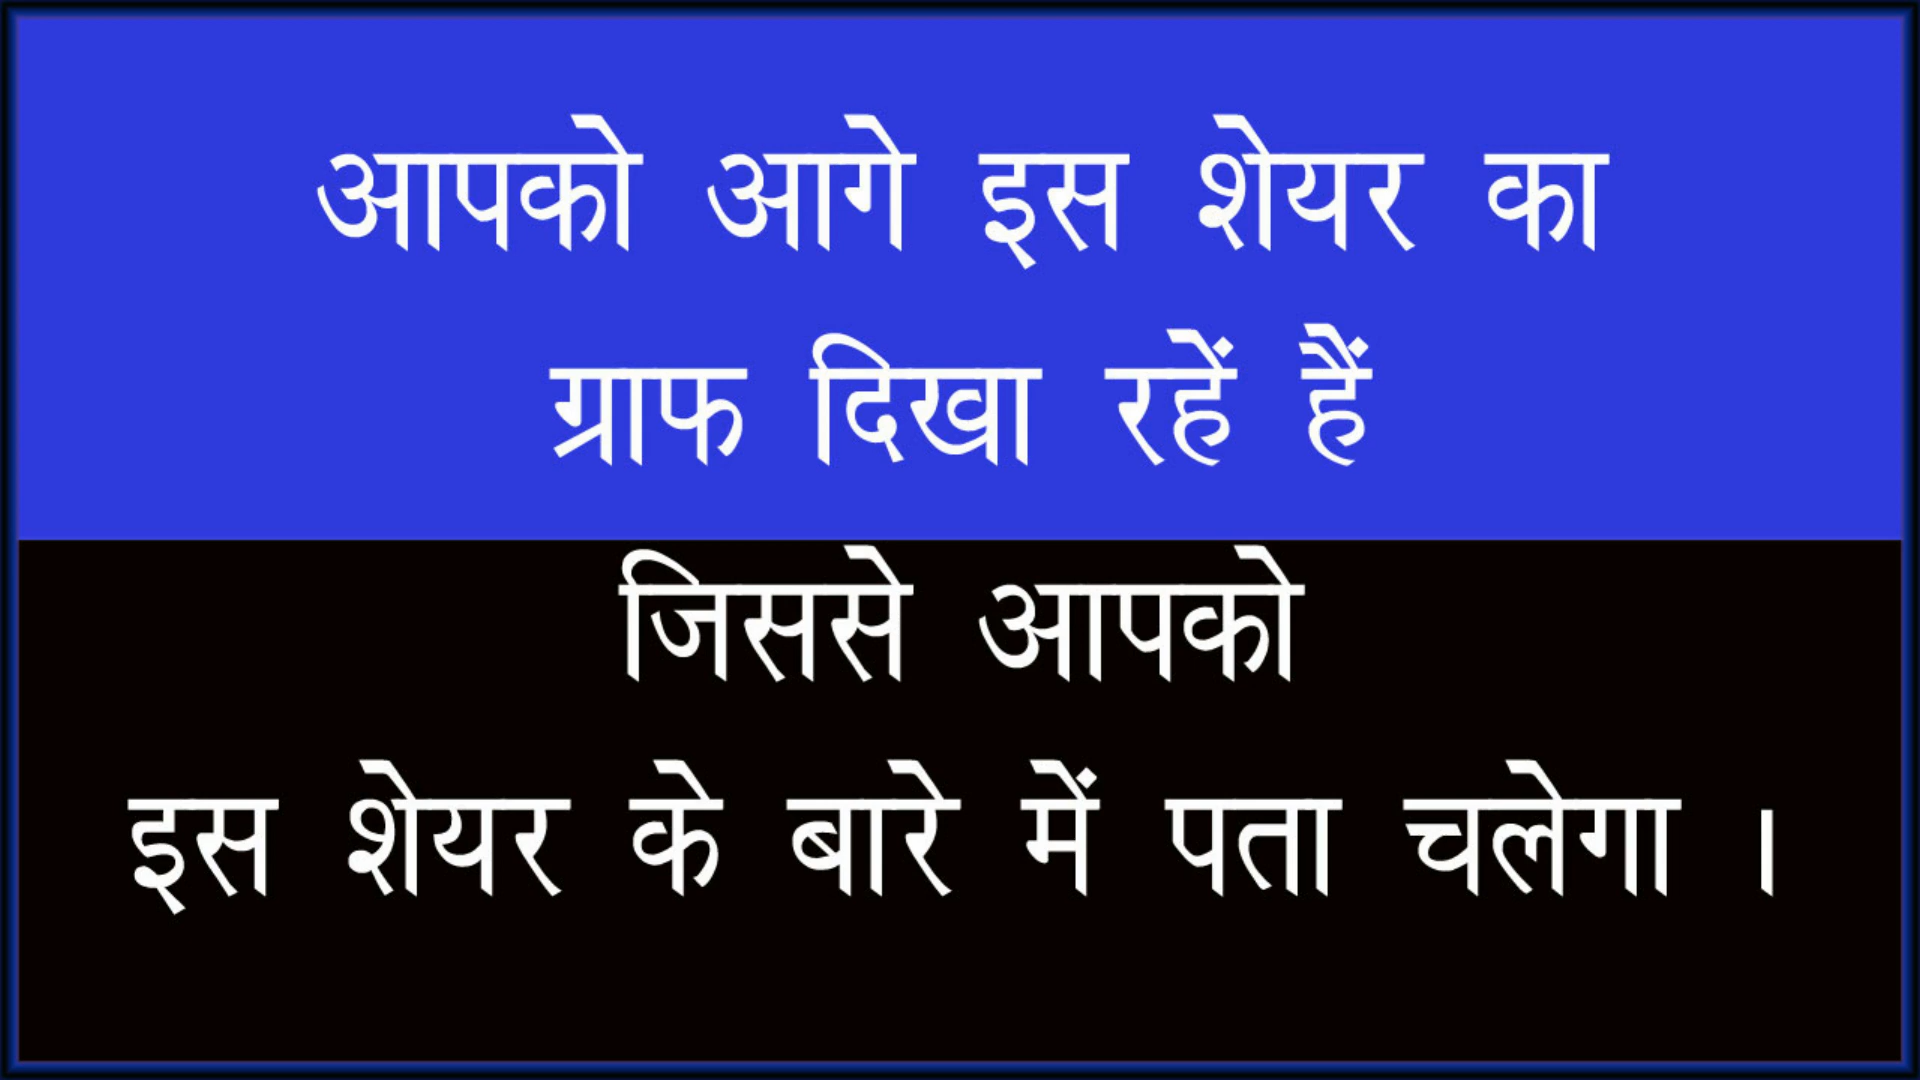 आपको आगे इस शेयर का
ग्राफ दिखा रहें हैं
जिससे आपको
इस शेयर के बारे में पता चलेगा ।